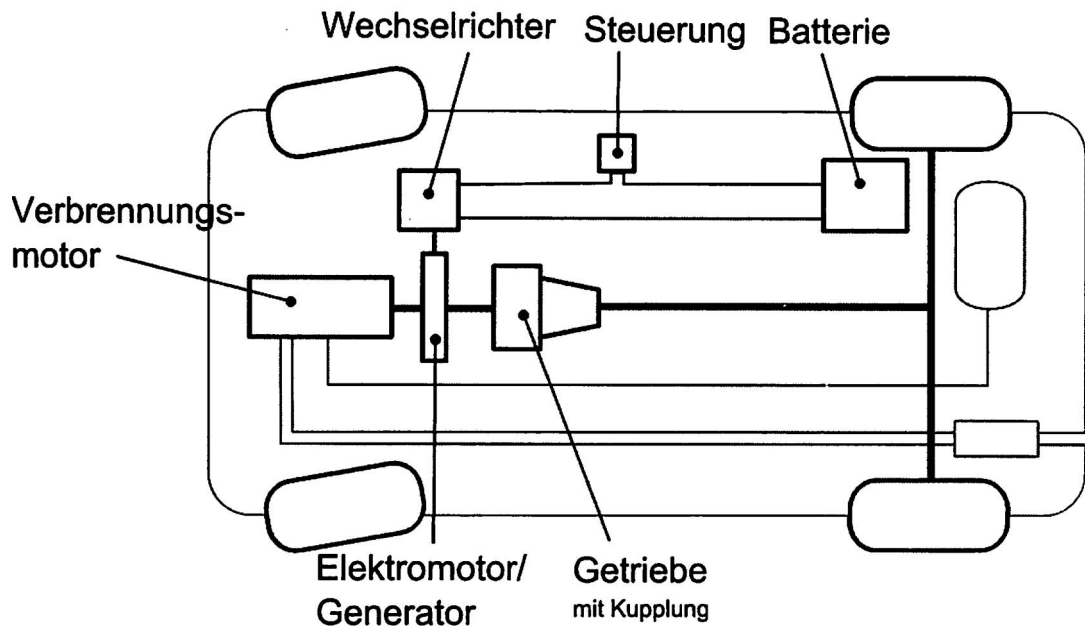 Wechselrichter
Steuerung
Batterie
Verbrennungs-
motor
Elektromotor/
Generator
Getriebe
mit Kupplung